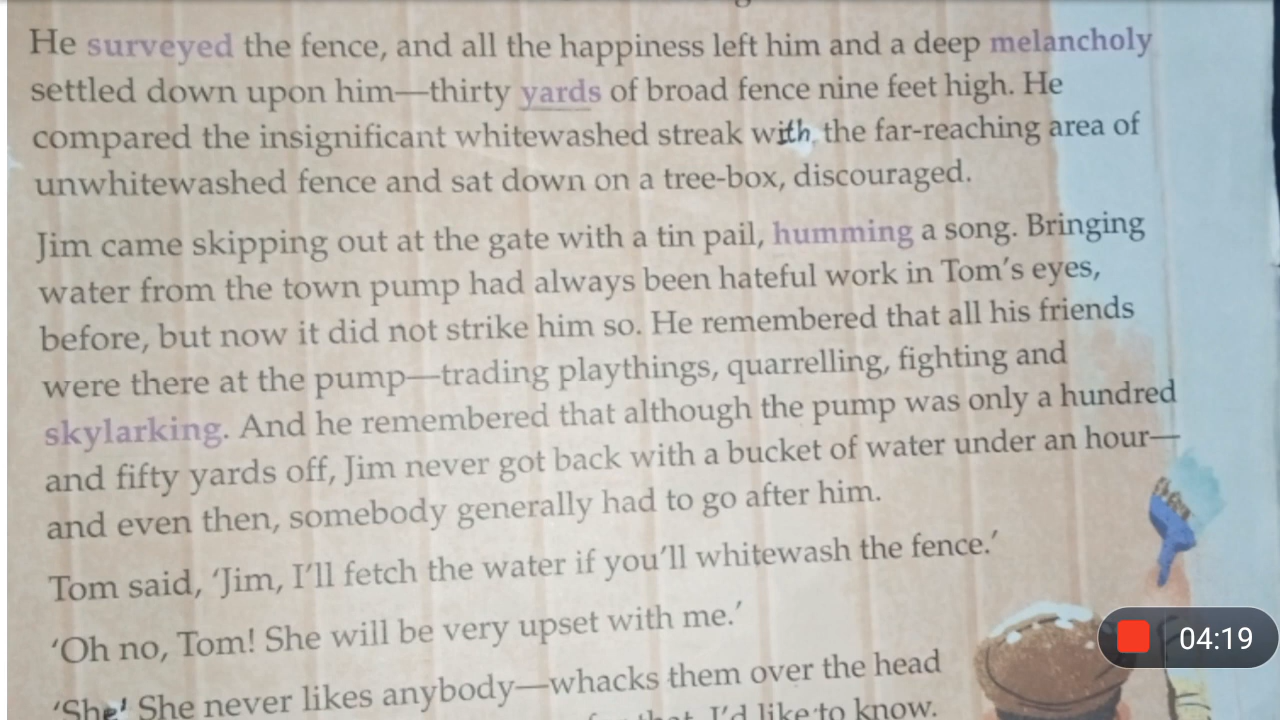 He surveyed the fence, and all the happiness left him and a deep melancholy
settled down upon him—thirty yards of broad fence nine feet high. He
compared the insignificant whitewashed streak with the far-reaching area of
unwhitewashed fence and sat down on a tree-box, discouraged.
Jim came skipping out at the gate with a tin pail, humming a song. Bringing
water from the town pump had always been hateful work in Tom's eyes,
before, but now it did not strike him so. He remembered that all his friends
were there at the pump—trading playthings, quarrelling, fighting and
skylarking. And he remembered that although the pump was only a hundred
and fifty yards off, Jim never got back with a bucket of water under an hour—
and even then, somebody generally had to go after him.
Tom said, 'Jim, I'll fetch the water if you'll whitewash the fence.'
'Oh no, Tom! She will be very upset with me.'
'She! She never likes anybody—whacks them over the head
that, I'd like to know.
04:19